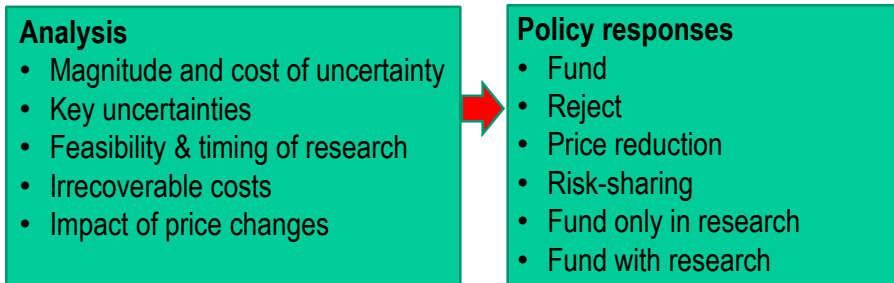 Analysis
• Magnitude and cost of uncertainty
• Key uncertainties
• Feasibility & timing of research
• Irrecoverable costs
• Impact of price changes
Policy responses
• Fund
• Reject
• Price reduction
• Risk-sharing
• Fund only in research
• Fund with research